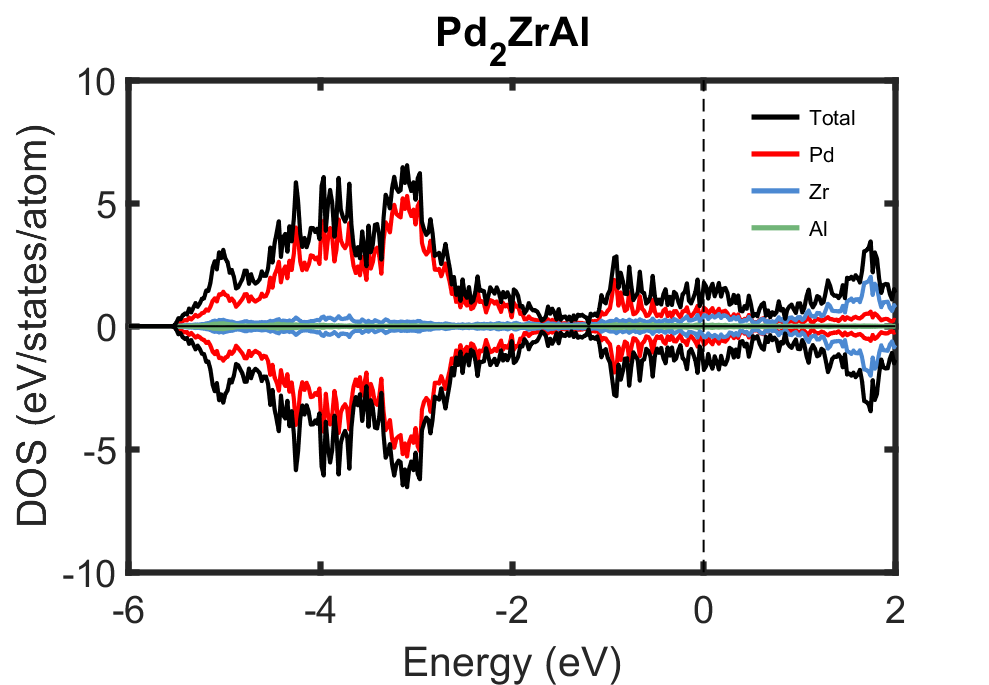 Pd2ZrAl
10
5
0
-5
-10
DOS (eV/states/atom)
Total
Pd
Zr
Al
-6 -4 -2 0 2
Energy (eV)